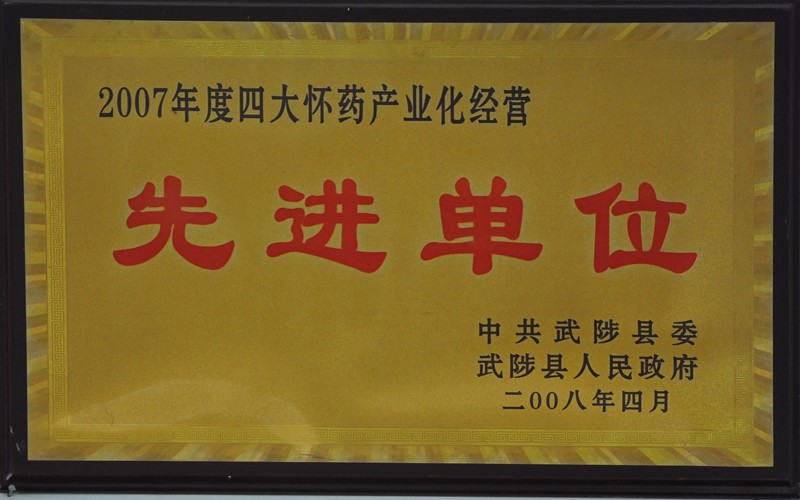 2007年度四大怀药产业化经营
先进单位
中共武陟县委
武陟县人民政府
二00八年四月